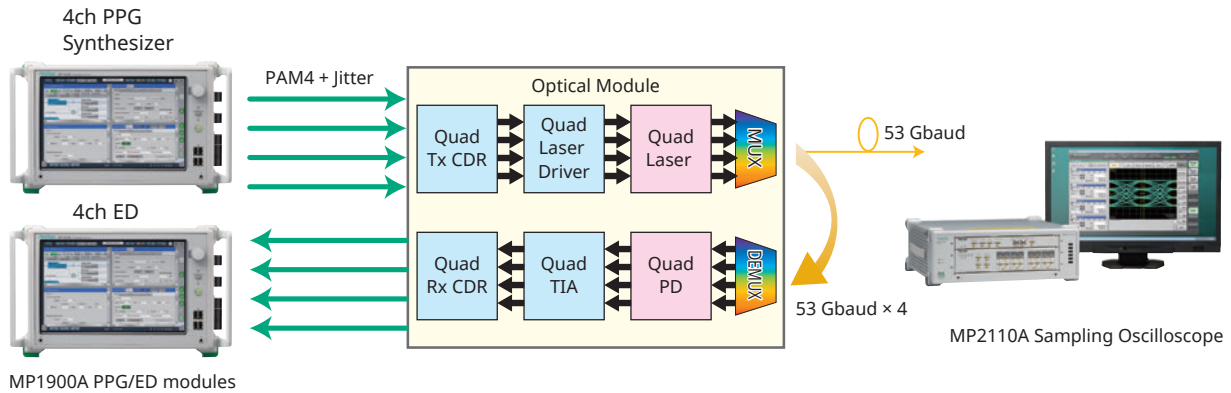 4ch PPG
Synthesizer
PAM4 + Jitter
Optical Module
Quad
Tx CDR
Quad
Laser
Driver
Quad
Laser
MUX
53 Gbaud
4ch ED
Quad
Rx CDR
Quad
TIA
Quad
PD
DEMUX
53 Gbaud × 4
MP2110A Sampling Oscilloscope
MP1900A PPG/ED modules